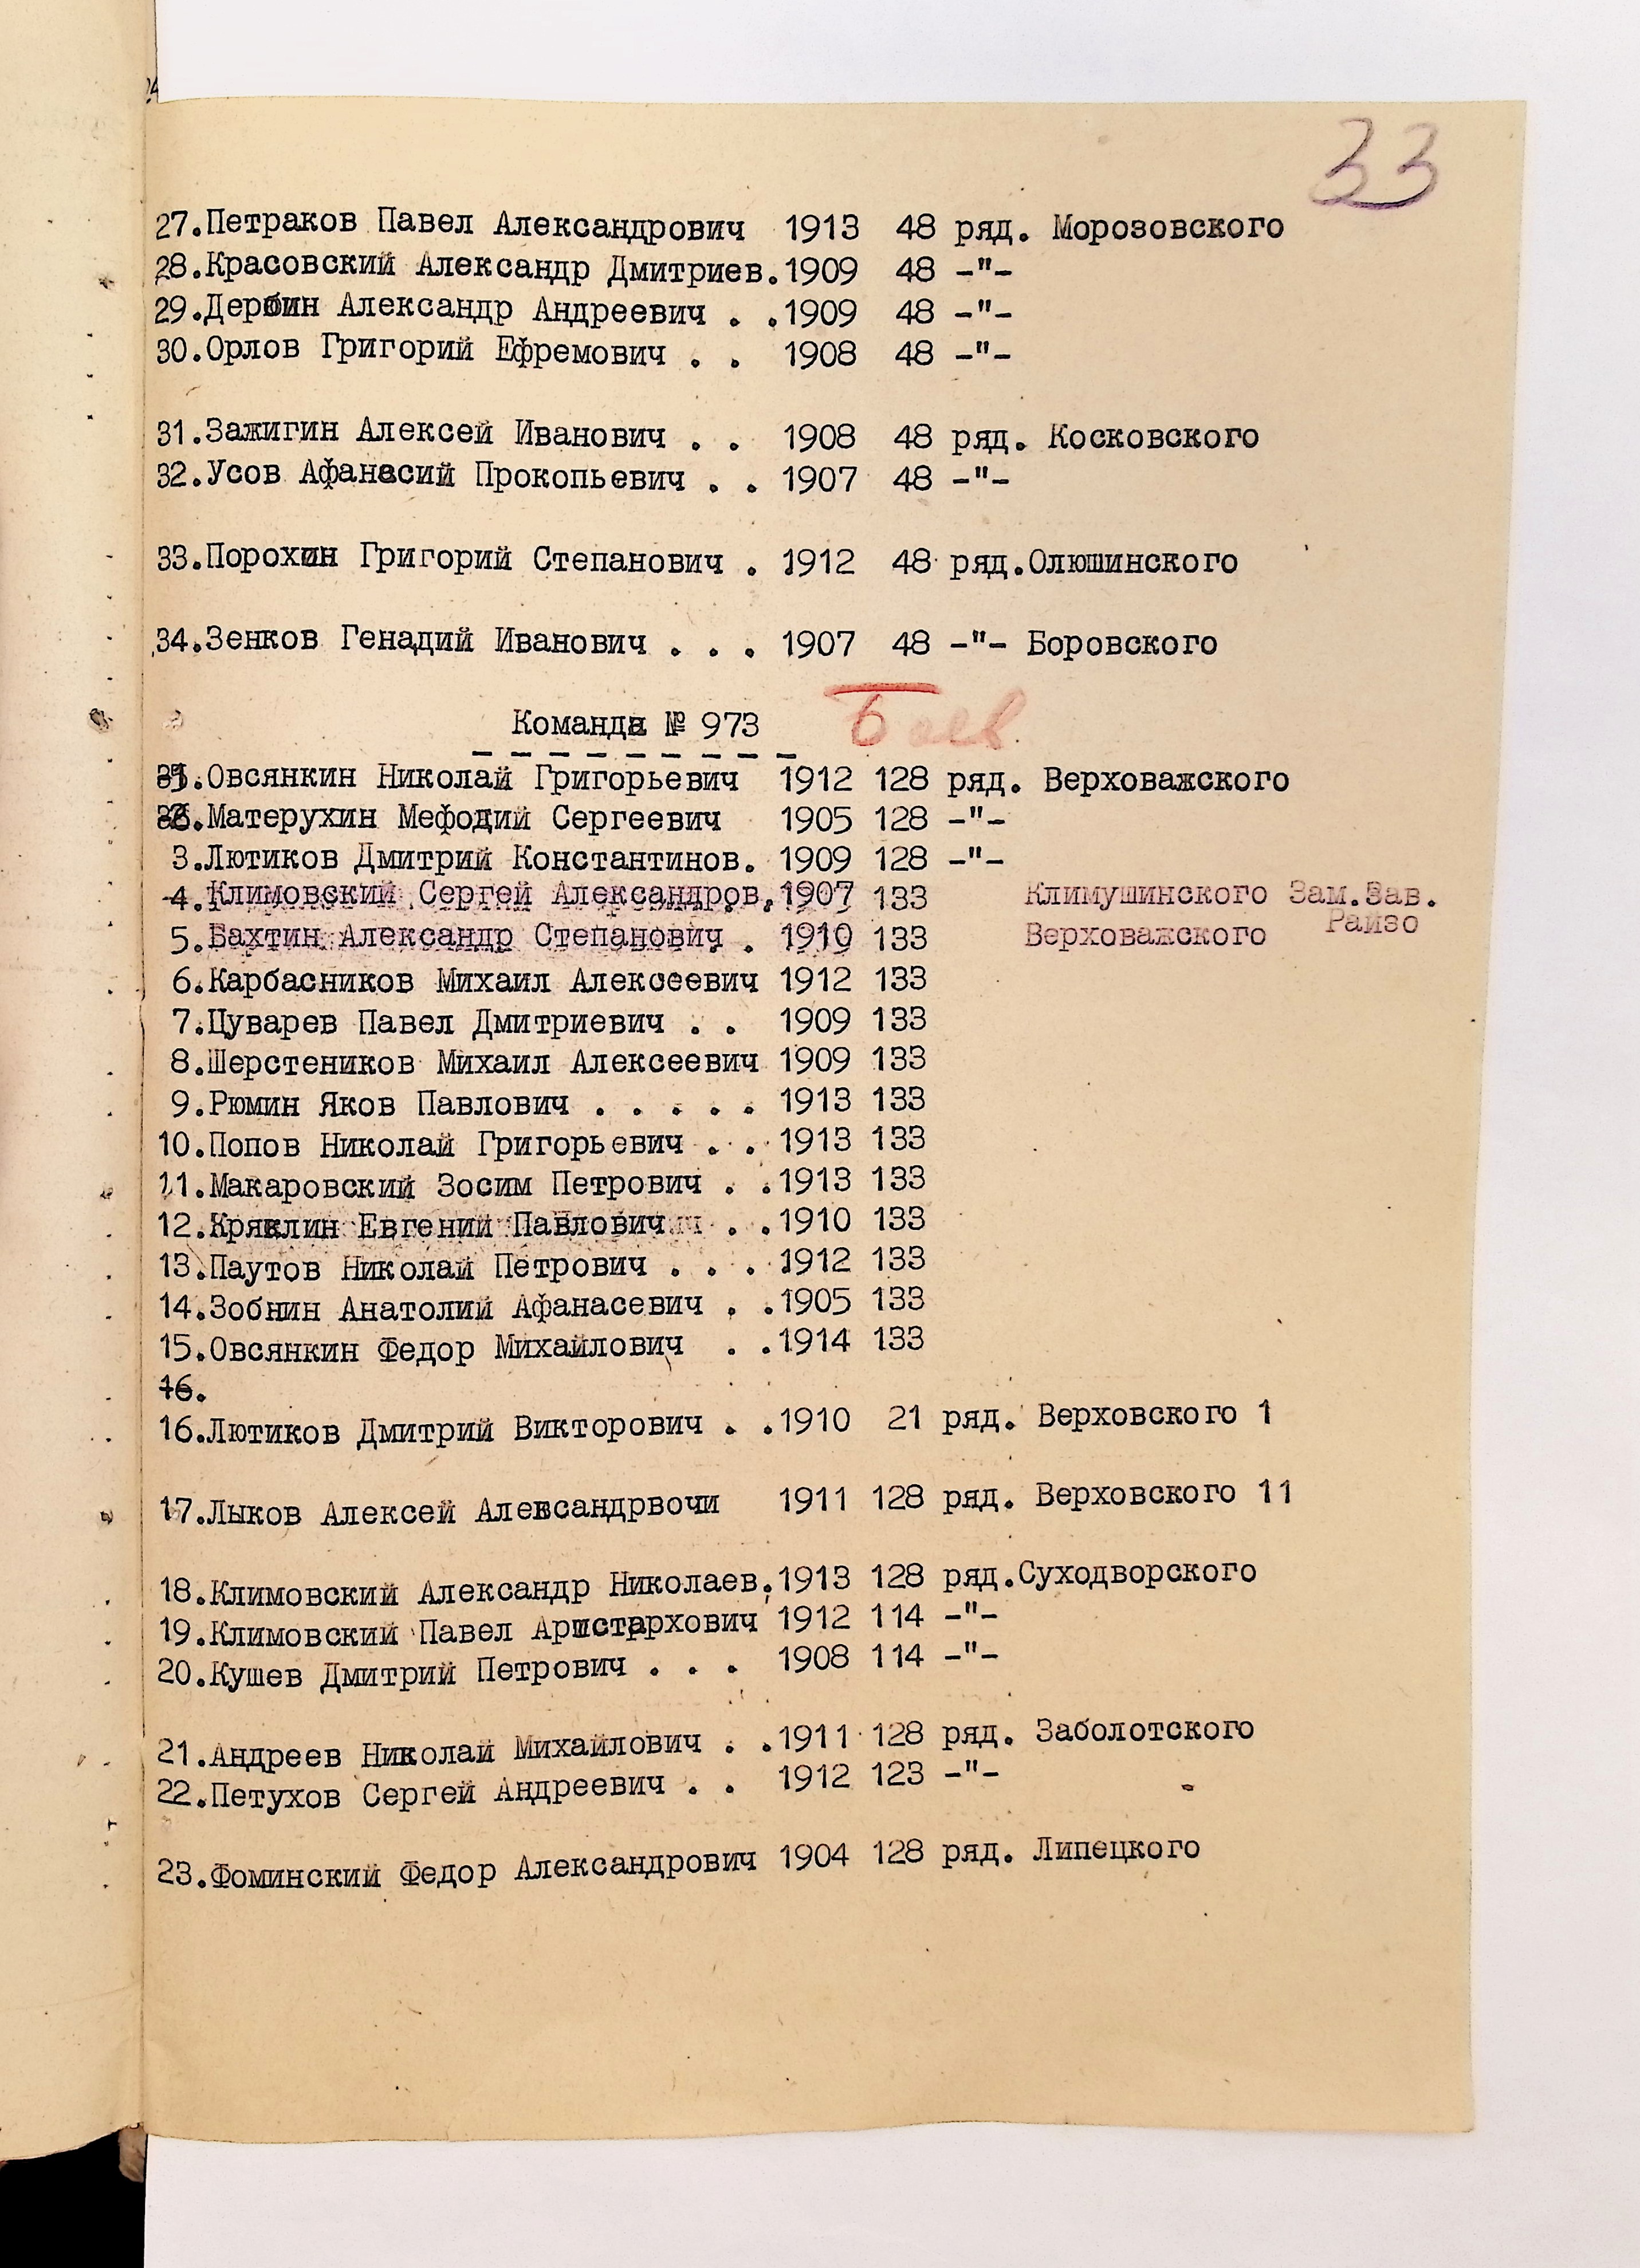 33
27.Петраков Павел Александрович 1913 48 ряд. Морозовского
28.Красовский Александр Дмитриев.1909 48 -"-
29.Дерябин Александр Андреевич . .1909 48 -"-
30.Орлов Григорий Ефремович . . 1908 48 -"-
31.Зажигин Алексей Иванович . . 1908 48 ряд. Косковского
32.Усов Афанасий Прокопьевич . . 1907 48 -"-
33.Порохин Григорий Степанович . 1912 48 ряд.Олюшинского
34.Зенков Генадий Иванович . . . 1907 48 -"- Боровского
Команда № 973
1.Овсянкин Николай Григорьевич 1912 128 ряд. Верховажского
2.Матерухин Мефодий Сергеевич 1905 128 -"-
3.Лютиков Дмитрий Константинов. 1909 128 -"-
4.Климовский Сергей Александров.1907 133 Климушинского Зам.Зав.
Райзо
5.Бахтин Александр Степанович . 1910 133 Верховажского
6.Карбасников Михаил Алексеевич 1912 133
7.Цуварев Павел Дмитриевич . . 1909 133
8.Шерстеников Михаил Алексеевич 1909 133
9.Рюмин Яков Павлович . . . . . 1913 133
10.Попов Николай Григорьевич . . 1913 133
11.Макаровский Зосим Петрович . .1913 133
12. Евгений Павлович . .1910 133
13.Паутов Николай Петрович . . . 1912 133
14.Зобнин Анатолий Афанасевич . .1905 133
15.Овсянкин Федор Михайлович . .1914 133
16.
16.Лютиков Дмитрий Викторович . .1910 21 ряд. Верховского 1
17.Лыков Алексей Алевсандрвочи 1911 128 ряд. Верховского 11
18.Климовский Александр Николаев.1913 128 ряд.Суходворского
19.Климовский Павел Аристархович 1912 114 -"-
20.Кушев Дмитрий Петрович . . . 1908 114 -"-
21.Андреев Николай Михайлович . .1911 128 ряд. Заболотского
22.Петухов Сергей Андреевич . . 1912 123 -"-
23.Фоминский Федор Александрович 1904 128 ряд. Липецкого